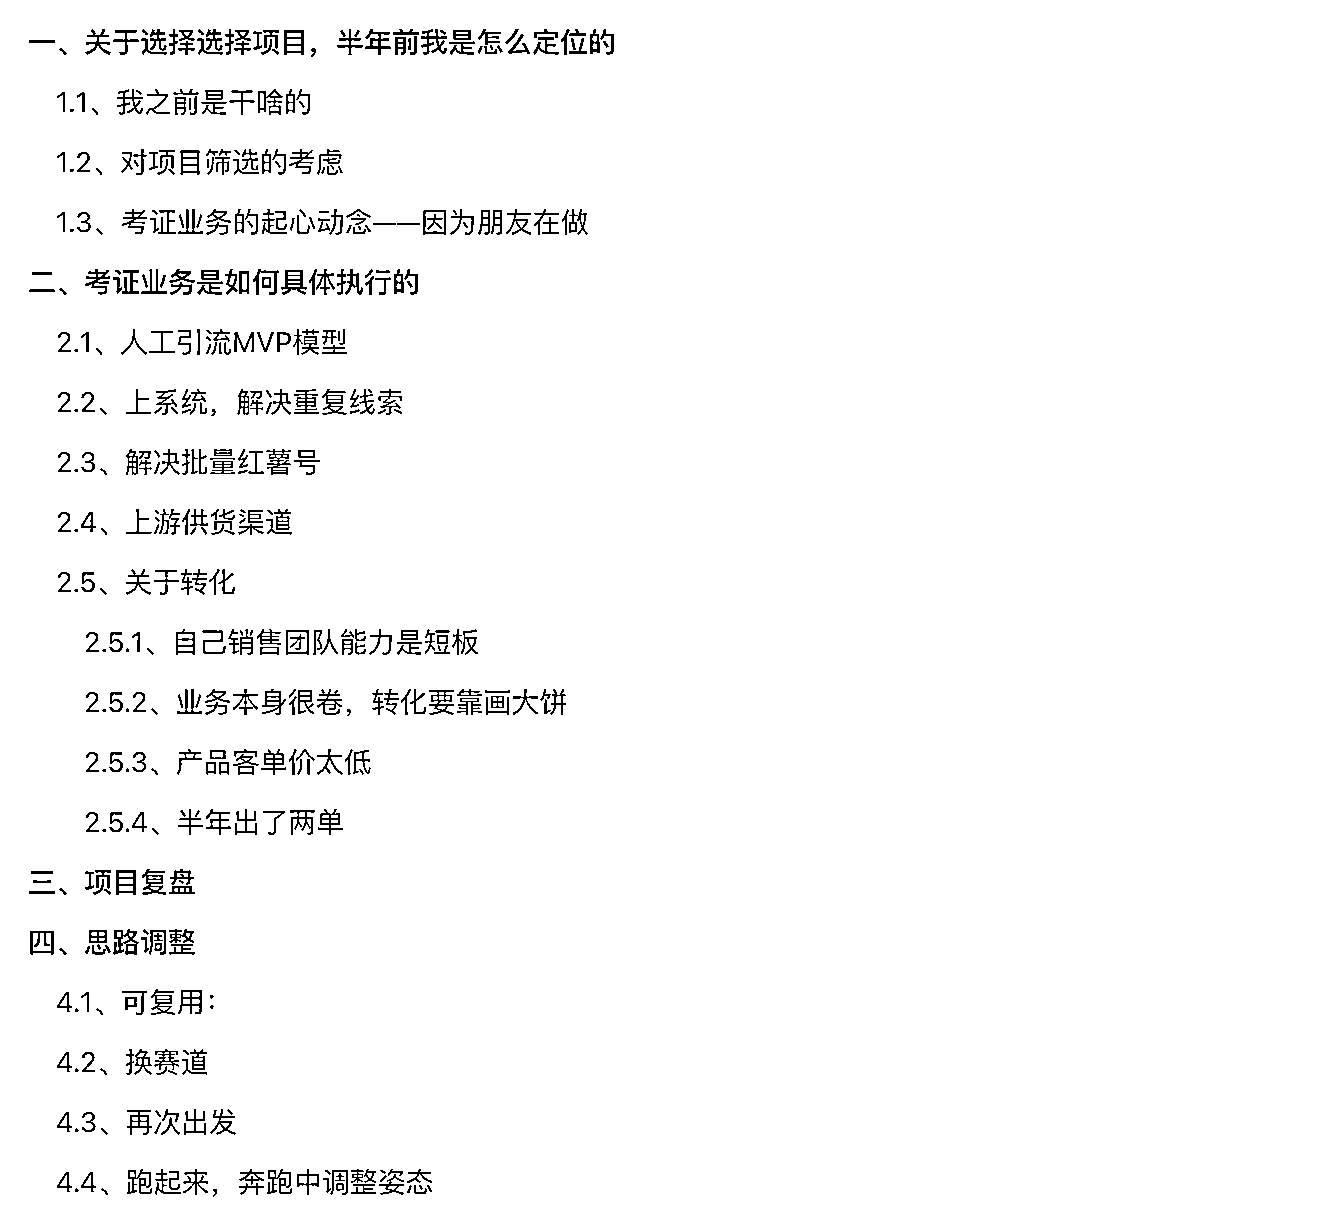 一、关于选择选择项目，半年前我是怎么定位的
1.1、我之前是干啥的
1.2、对项目筛选的考虑
1.3、考证业务的起心动念——因为朋友在做
二、考证业务是如何具体执行的
2.1、人工引流MVP模型
2.2、上系统，解决重复线索
2.3、解决批量红薯号
2.4、上游供货渠道
2.5、关于转化
2.5.1、自己销售团队能力是短板
2.5.2、业务本身很卷，转化要靠画大饼
2.5.3、产品客单价太低
2.5.4、半年出了两单
三、项目复盘
四、思路调整
4.1、可复用：
4.2、换赛道
4.3、再次出发
4.4、跑起来，奔跑中调整姿态